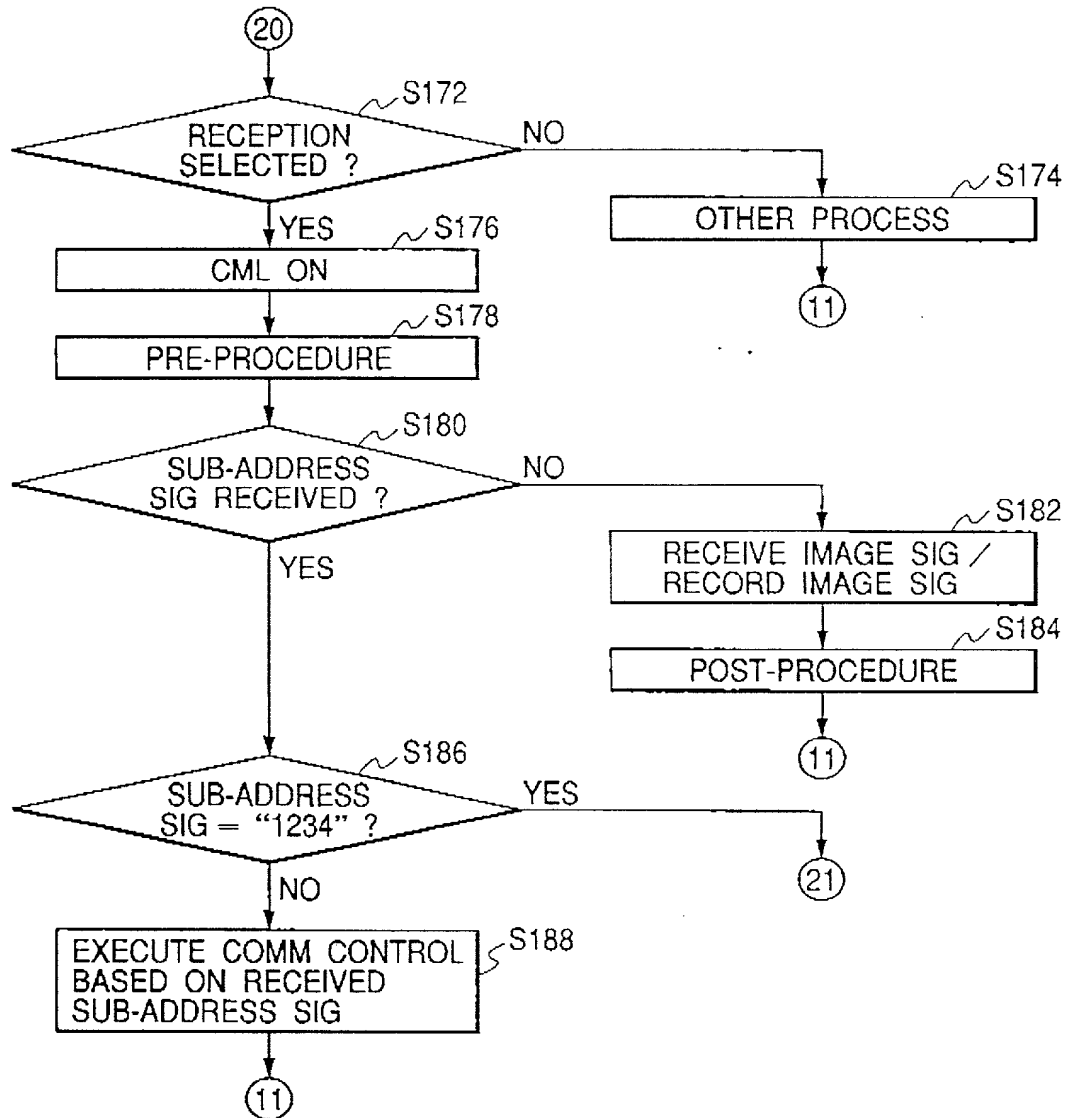 20
S172
RECEPTION
SELECTED ?
NO
YES
S174
OTHER PROCESS
11
S176
CML ON
S178
PRE-PROCEDURE
S180
SUB-ADDRESS
SIG RECEIVED ?
NO
YES
S182
RECEIVE IMAGE SIG /
RECORD IMAGE SIG
S184
POST-PROCEDURE
11
S186
SUB-ADDRESS
SIG = “1234” ?
YES
21
NO
S188
EXECUTE COMM CONTROL
BASED ON RECEIVED
SUB-ADDRESS SIG
11